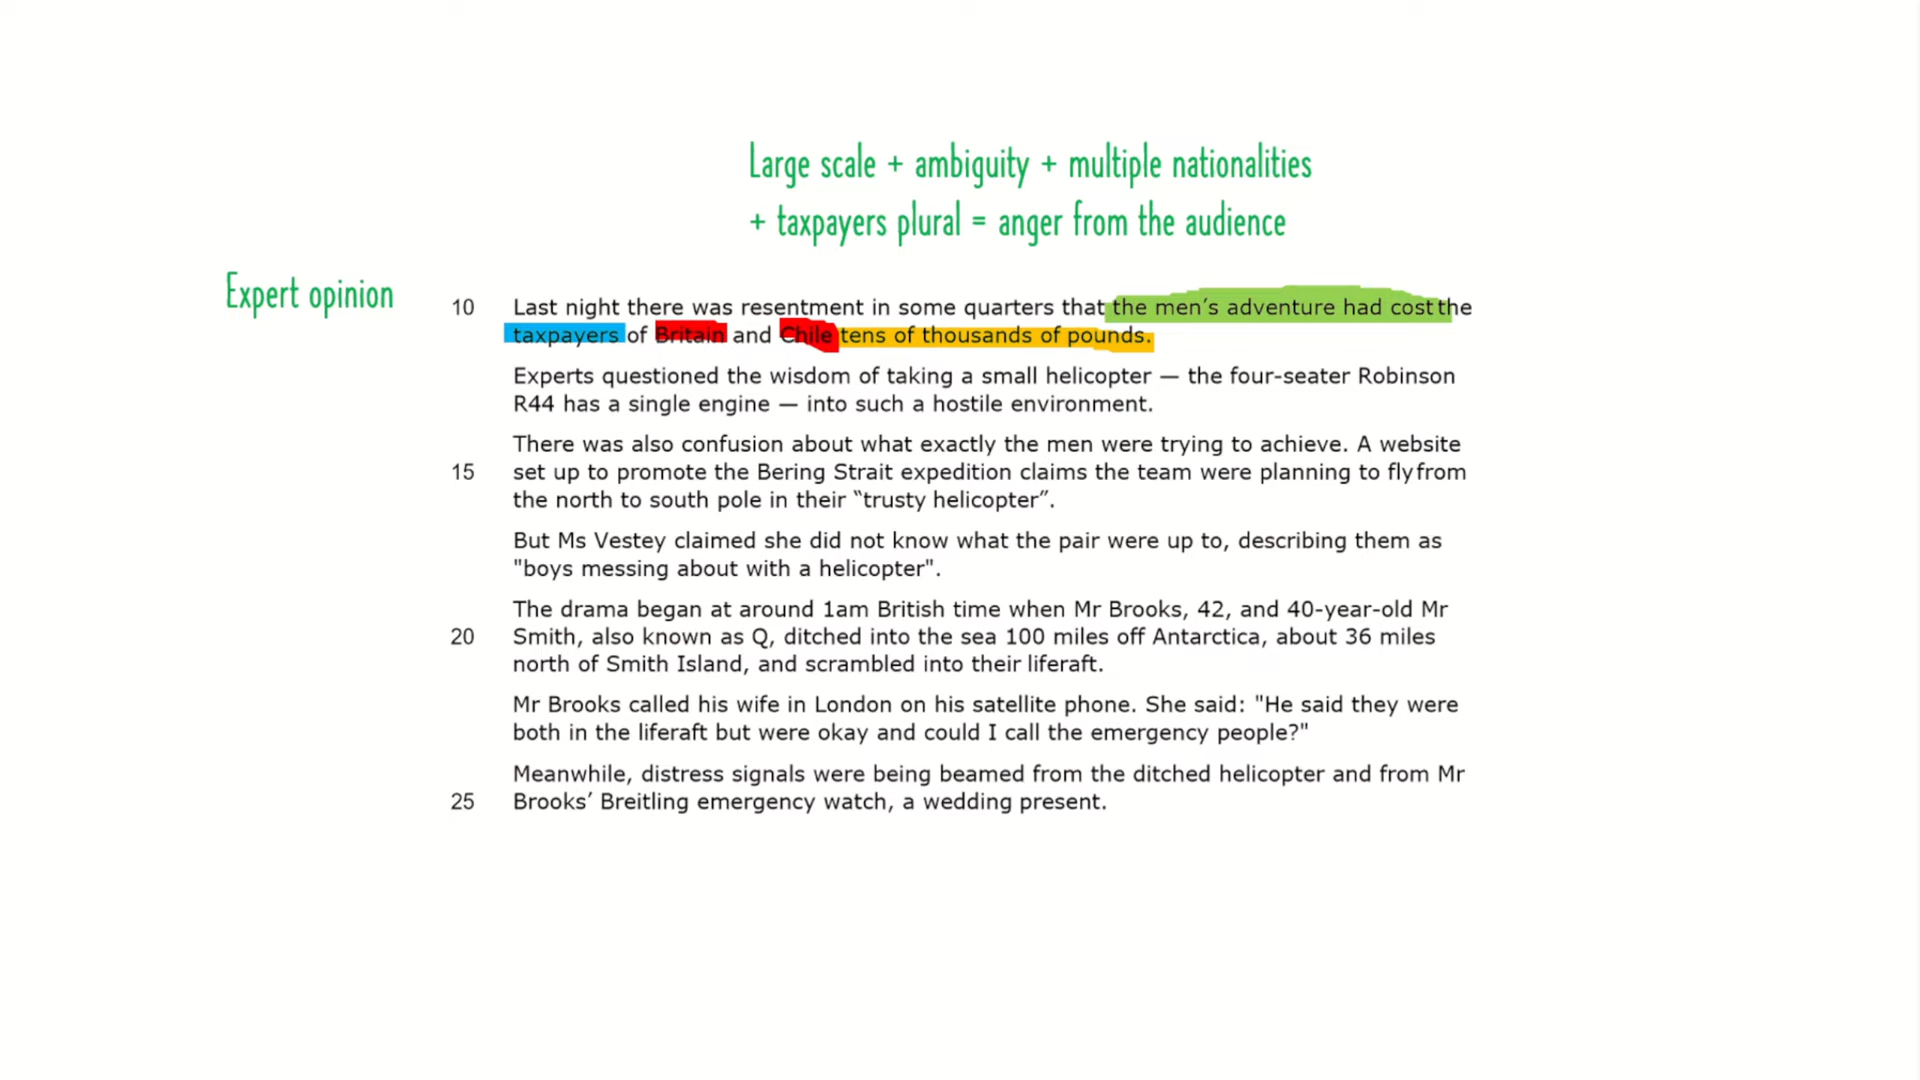 Large scale + ambiguity + multiple nationalities
+ taxpayers plural = anger from the audience
Expert opinion
10 Last night there was resentment in some quarters that the men’s adventure had cost the
taxpayers of Britain and Chile tens of thousands of pounds.
Experts questioned the wisdom of taking a small helicopter — the four-seater Robinson
R44 has a single engine — into such a hostile environment.
There was also confusion about what exactly the men were trying to achieve. A website
15 set up to promote the Bering Strait expedition claims the team were planning to fly from
the north to south pole in their “trusty helicopter”.
But Ms Vestey claimed she did not know what the pair were up to, describing them as
"boys messing about with a helicopter".
The drama began at around 1am British time when Mr Brooks, 42, and 40-year-old Mr
20 Smith, also known as Q, ditched into the sea 100 miles off Antarctica, about 36 miles
north of Smith Island, and scrambled into their liferaft.
Mr Brooks called his wife in London on his satellite phone. She said: "He said they were
both in the liferaft but were okay and could I call the emergency people?"
Meanwhile, distress signals were being beamed from the ditched helicopter and from Mr
25 Brooks’ Breitling emergency watch, a wedding present.